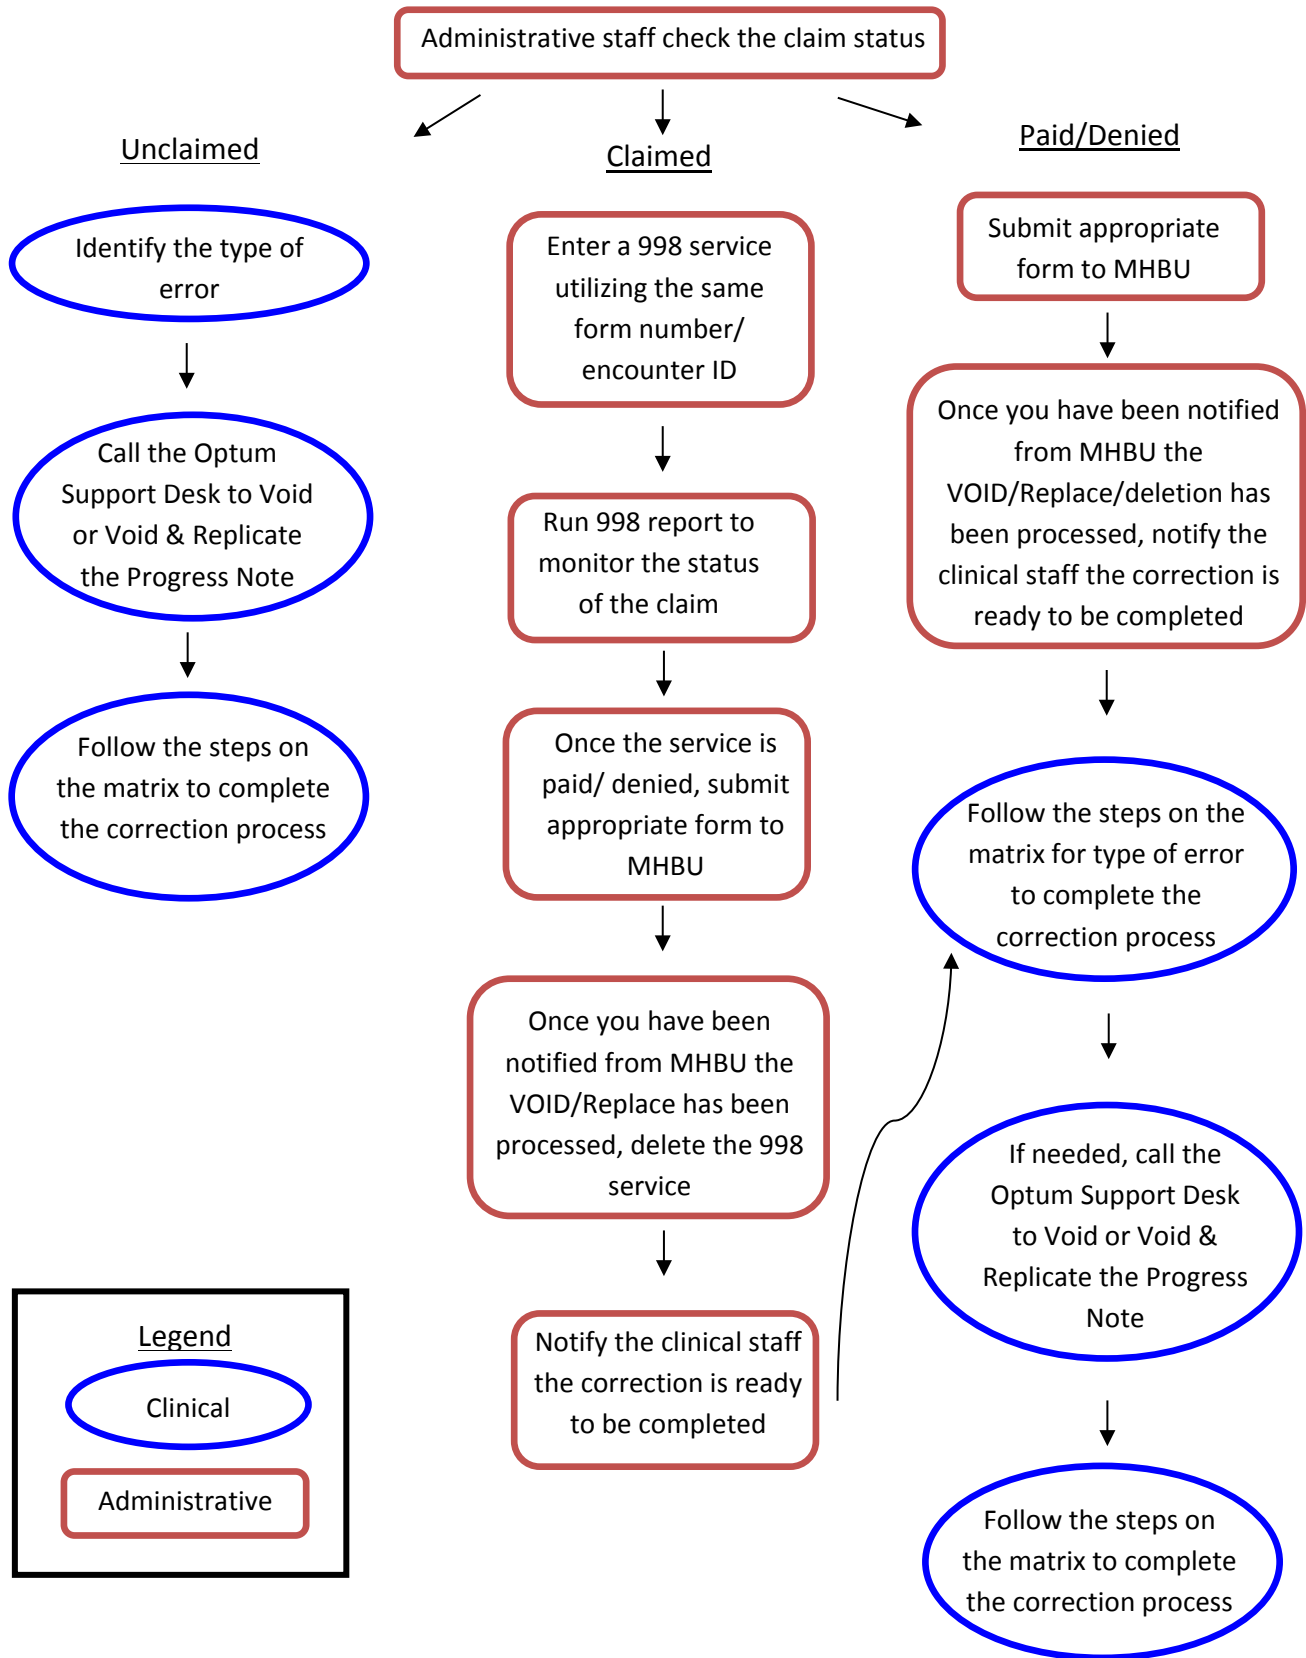 Administrative staff check the claim status
Unclaimed
Identify the type of
error
Call the Optum
Support Desk to Void
or Void & Replicate
the Progress Note
Follow the steps on
the matrix to complete
the correction process
Claimed
Enter a 998 service
utilizing the same
form number/
encounter ID
Run 998 report to
monitor the status
of the claim
Once the service is
paid/ denied, submit
appropriate form to
MHBU
Once you have been
notified from MHBU the
VOID/Replace has been
processed, delete the 998
service
Notify the clinical staff
the correction is ready
to be completed
Paid/Denied
Submit appropriate
form to MHBU
Once you have been notified
from MHBU the
VOID/Replace/deletion has
been processed, notify the
clinical staff the correction is
ready to be completed
Follow the steps on the
matrix for type of error
to complete the
correction process
If needed, call the
Optum Support Desk
to Void or Void &
Replicate the Progress
Note
Follow the steps on
the matrix to complete
the correction process
Legend
Clinical
Administrative